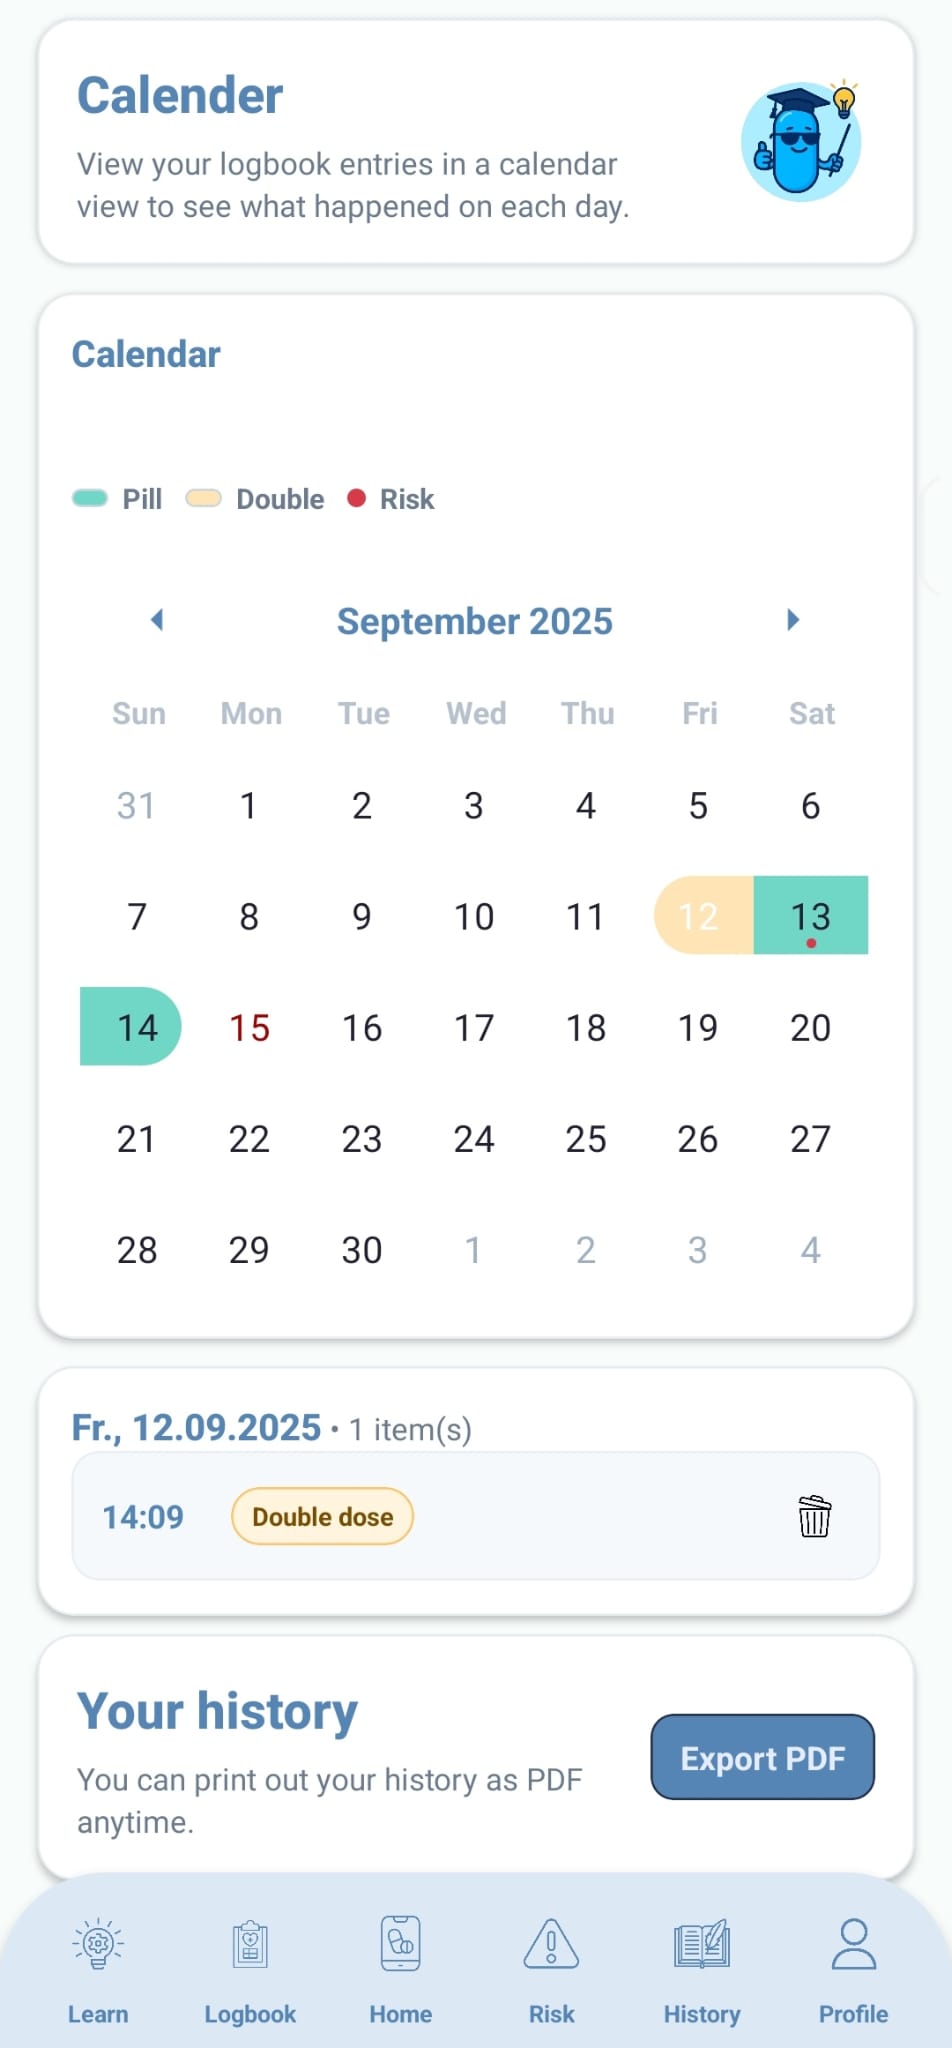 Calender
View your logbook entries in a calendar
view to see what happened on each day.
Calendar
Pill Double Risk
September 2025
Sun Mon Tue Wed Thu Fri Sat
31 1 2 3 4 5 6
7 8 9 10 11 12 13
14 15 16 17 18 19 20
21 22 23 24 25 26 27
28 29 30 1 2 3 4
Fr., 12.09.2025 • 1 item(s)
14:09 Double dose
Your history
You can print out your history as PDF
anytime.
Export PDF
Learn Logbook Home Risk History Profile